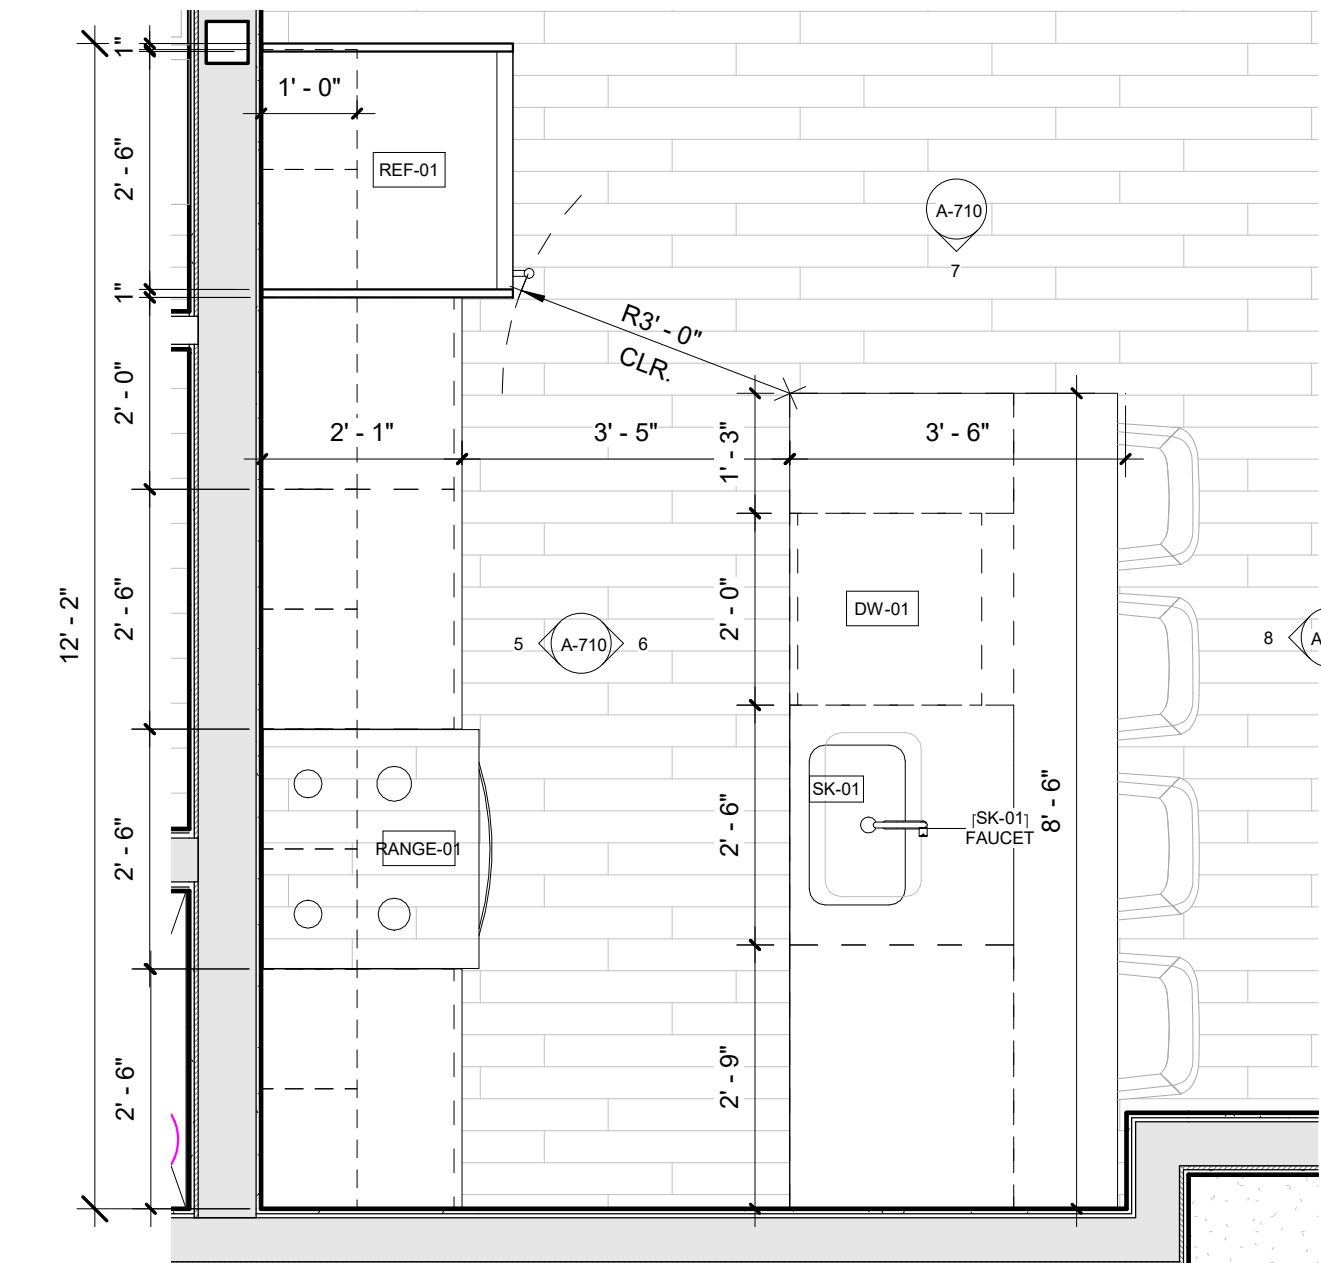 1"
1' - 0"
2' - 6"
REF-01
A-710
7
1"
R3' - 0"
CLR.
2' - 0"
2' - 1"
3' - 5"
1' - 3"
3' - 6"
12' - 2"
2' - 6"
2' - 0"
DW-01
5
A-710
6
8
A
SK-01
8' - 6"
2' - 6"
[SK-01]
FAUCET
2' - 6"
RANGE-01
2' - 6"
2' - 9"